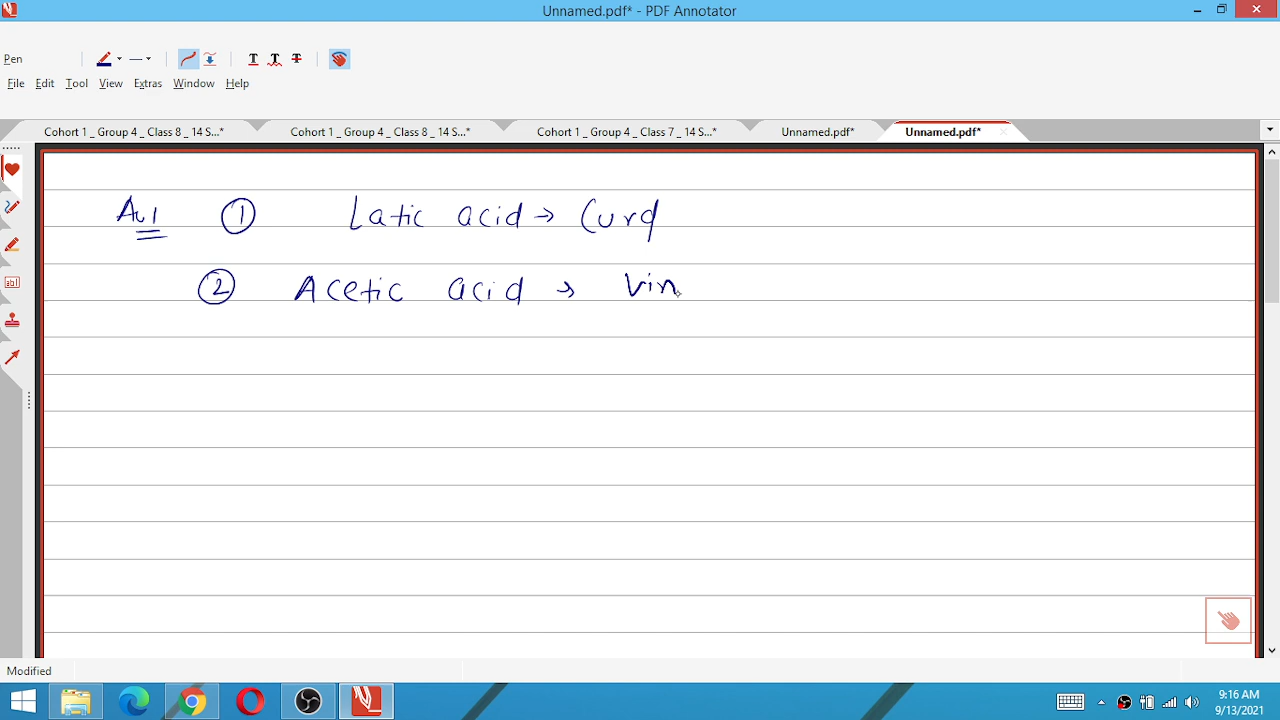 Unnamed.pdf* - PDF Annotator
Pen
T T T
File Edit Tool View Extras Window Help
Cohort 1 _ Group 4 _ Class 8 _ 14 S...* Cohort 1 _ Group 4 _ Class 8 _ 14 S...* Cohort 1 _ Group 4 _ Class 7 _ 14 S...* Unnamed.pdf* Unnamed.pdf*
① Latic acid → Curd
② Acetic acid → Vin
ab|
Modified
9:16 AM
9/13/2021